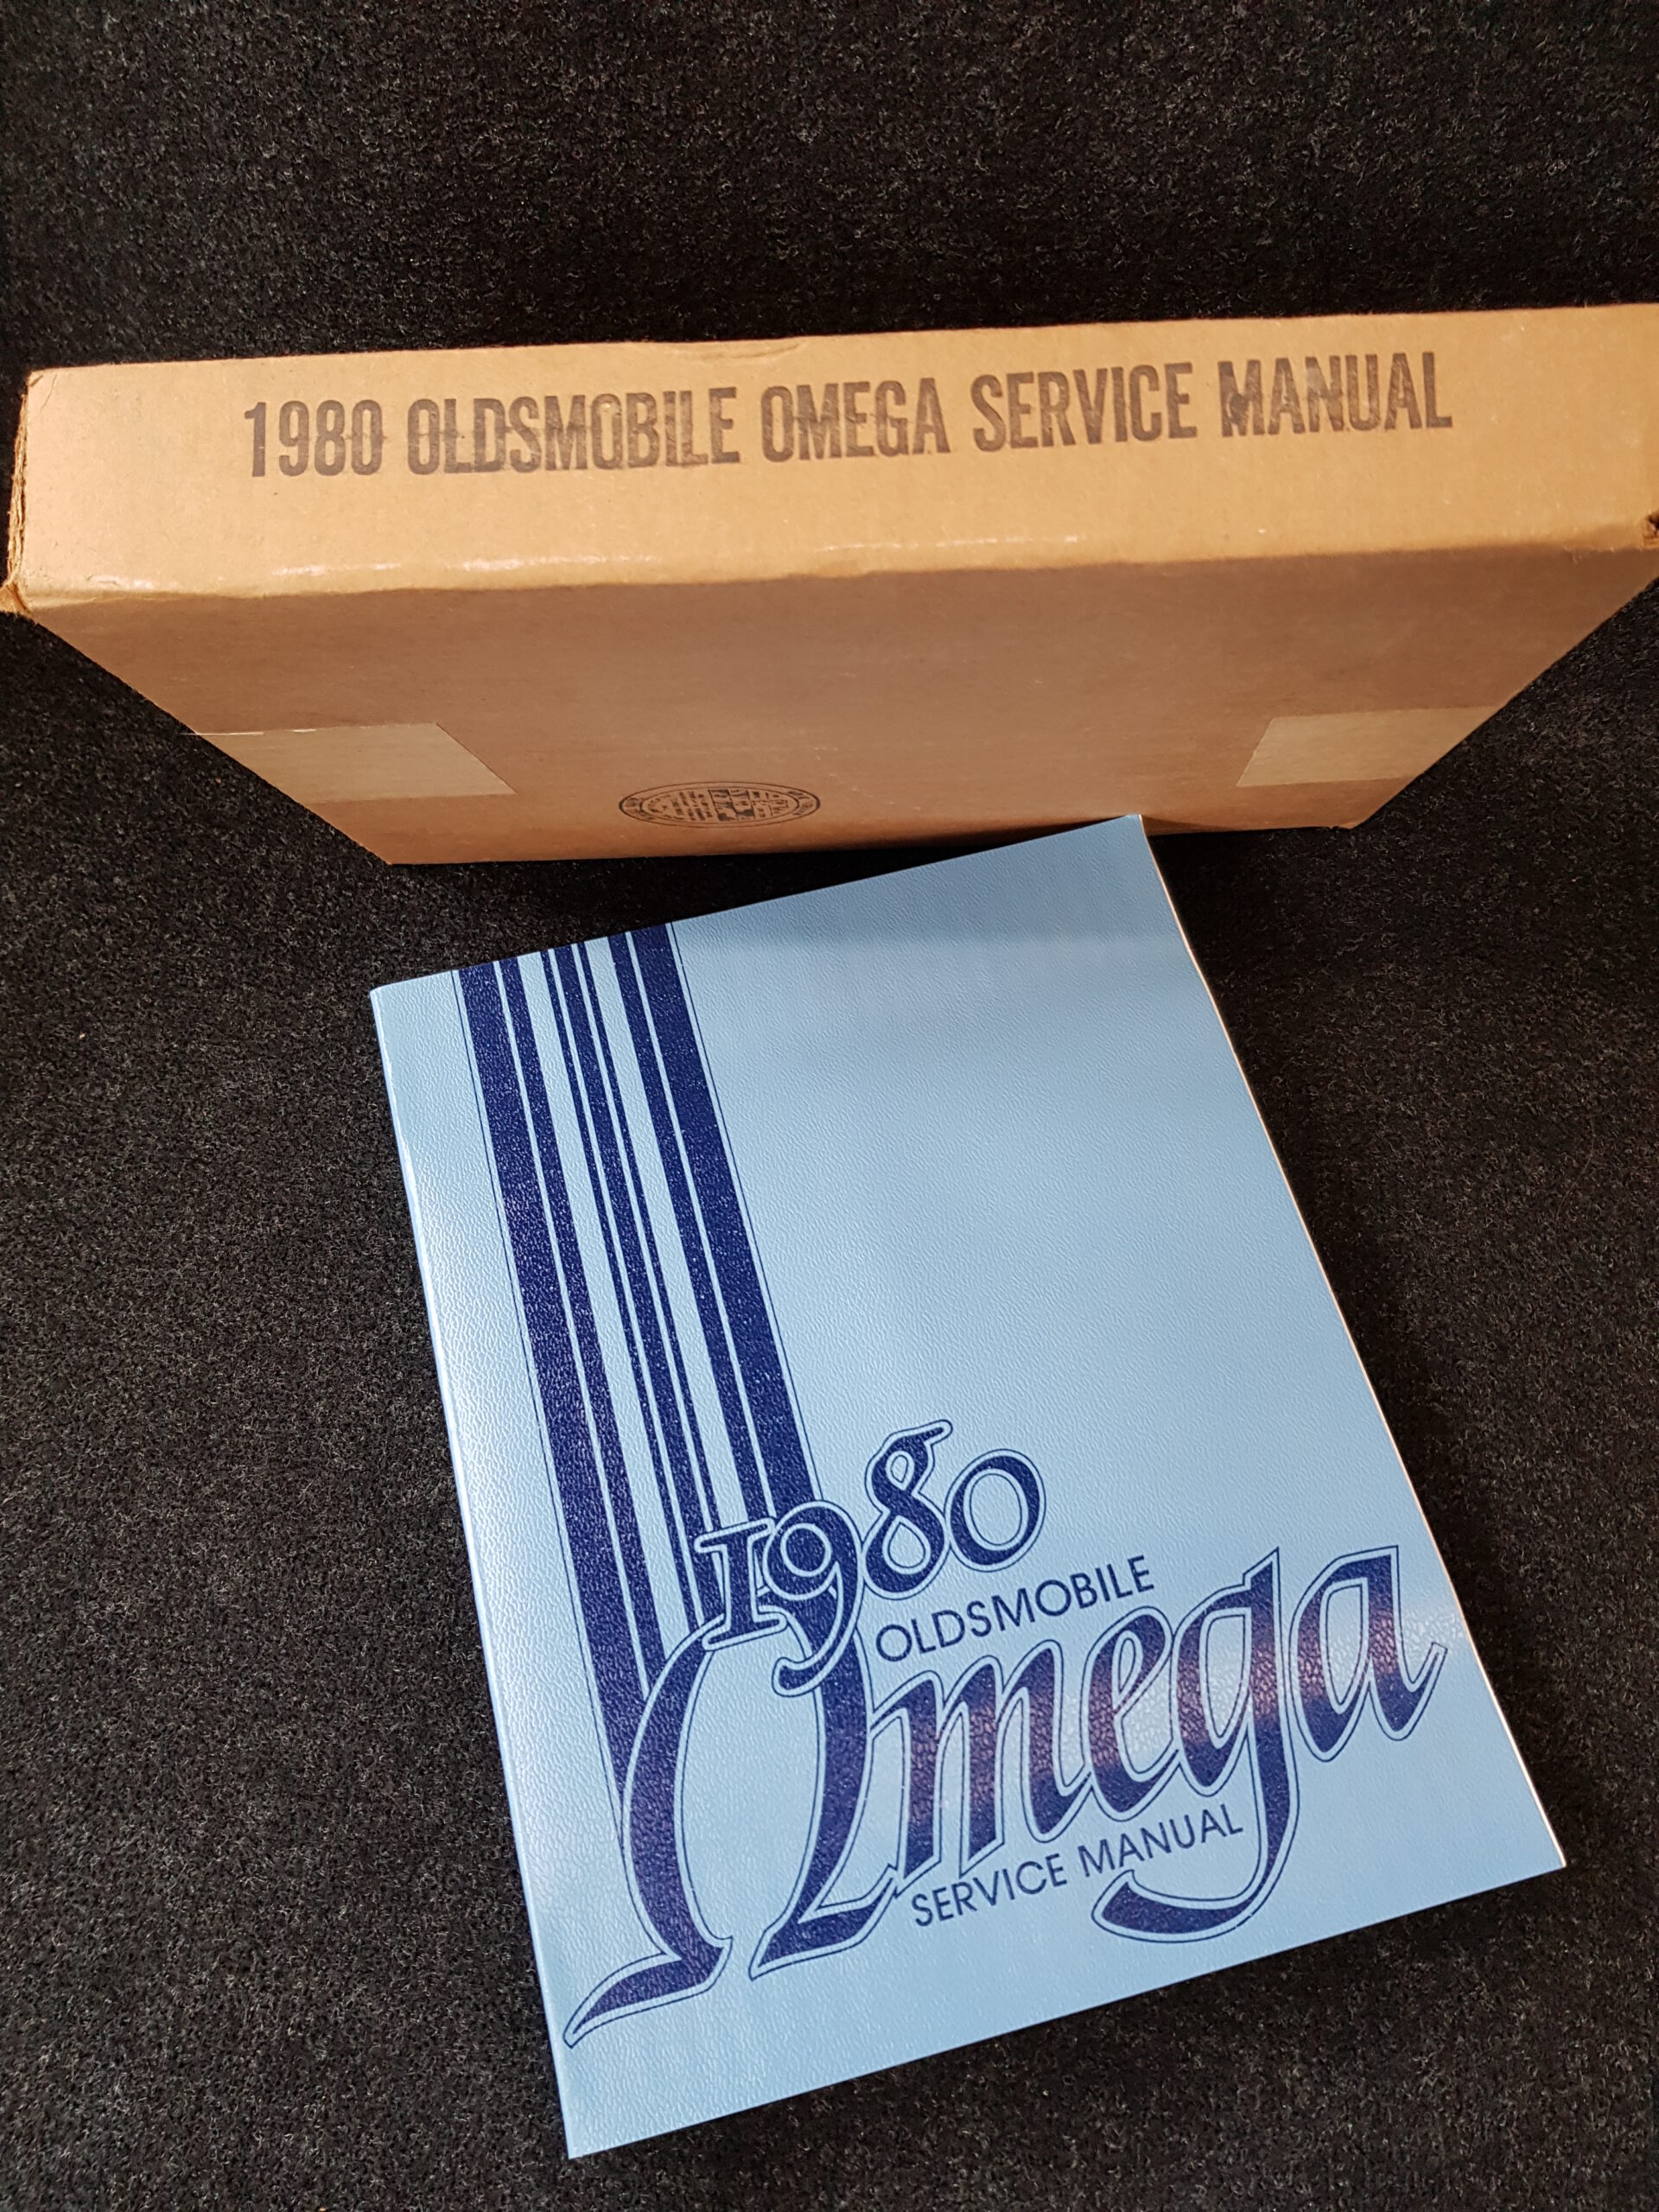 1980 OLDSMOBILE OMEGA SERVICE MANUAL
1980
OLDSMOBILE
Omega
SERVICE MANUAL